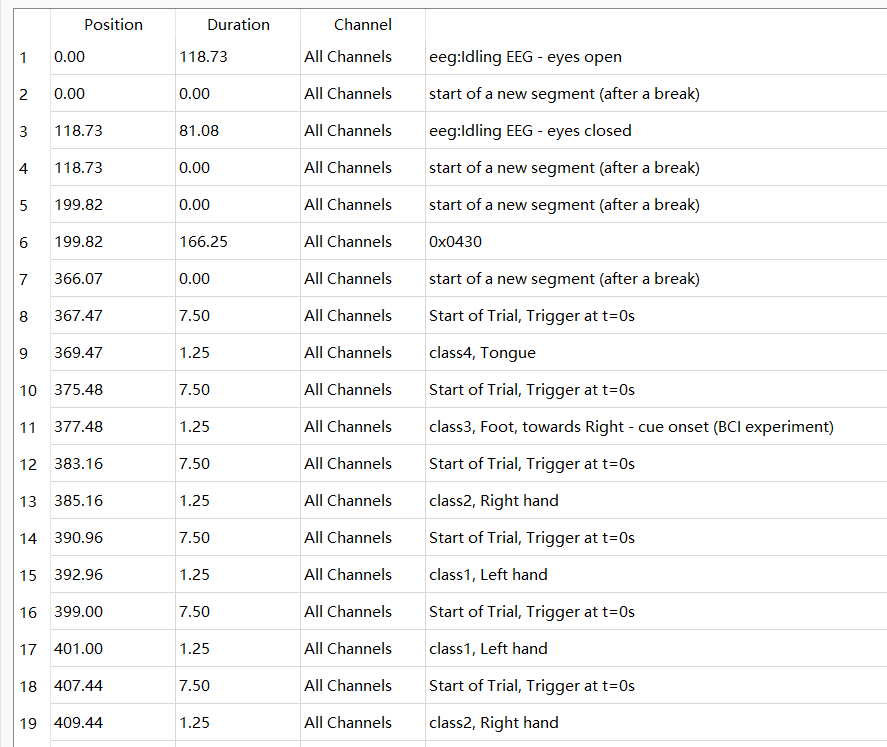 Position Duration Channel
1 0.00 118.73 All Channels eeg:Idling EEG - eyes open
2 0.00 0.00 All Channels start of a new segment (after a break)
3 118.73 81.08 All Channels eeg:Idling EEG - eyes closed
4 118.73 0.00 All Channels start of a new segment (after a break)
5 199.82 0.00 All Channels start of a new segment (after a break)
6 199.82 166.25 All Channels 0x0430
7 366.07 0.00 All Channels start of a new segment (after a break)
8 367.47 7.50 All Channels Start of Trial, Trigger at t=0s
9 369.47 1.25 All Channels class4, Tongue
10 375.48 7.50 All Channels Start of Trial, Trigger at t=0s
11 377.48 1.25 All Channels class3, Foot, towards Right - cue onset (BCI experiment)
12 383.16 7.50 All Channels Start of Trial, Trigger at t=0s
13 385.16 1.25 All Channels class2, Right hand
14 390.96 7.50 All Channels Start of Trial, Trigger at t=0s
15 392.96 1.25 All Channels class1, Left hand
16 399.00 7.50 All Channels Start of Trial, Trigger at t=0s
17 401.00 1.25 All Channels class1, Left hand
18 407.44 7.50 All Channels Start of Trial, Trigger at t=0s
19 409.44 1.25 All Channels class2, Right hand